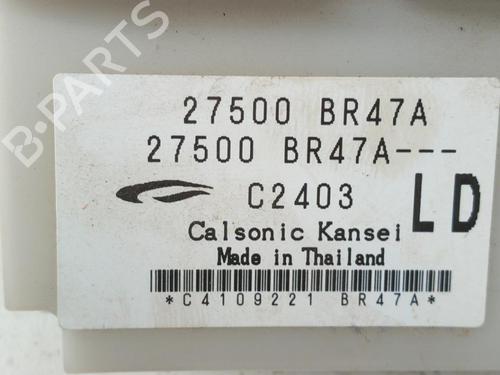 27500 BR47A
27500 BR47A---
C2403 LD
Calsonic Kansei
Made in Thailand
*C4109221 BR47A*
B-PARTS